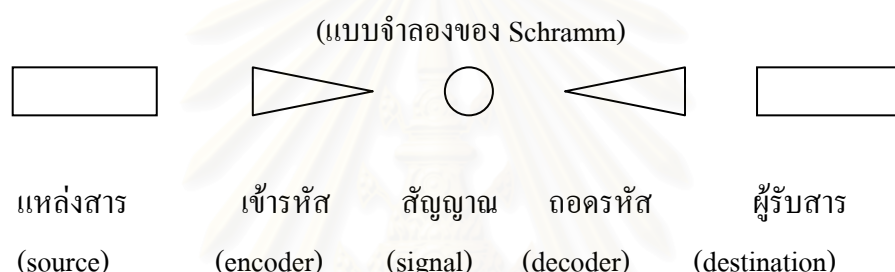 (แบบจำลองของ Schramm)
แหล่งสาร เข้ารหัส สัญญาณ ถอดรหัส ผู้รับสาร
(source) (encoder) (signal) (decoder) (destination)